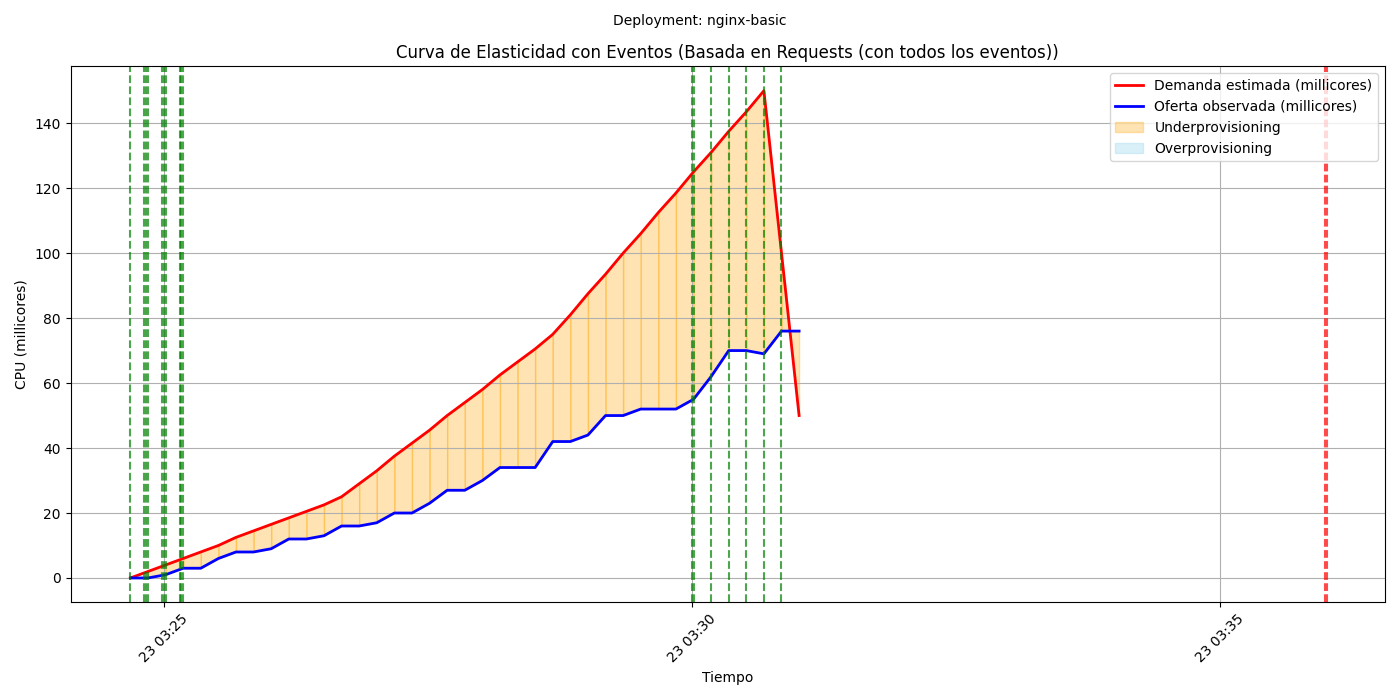 Deployment: nginx-basic
Curva de Elasticidad con Eventos (Basada en Requests (con todos los eventos))
Demanda estimada (millicores)
Oferta observada (millicores)
Underprovisioning
Overprovisioning
CPU (millicores)
140
120
100
80
60
40
20
0
23 03:25
23 03:30
23 03:35
Tiempo